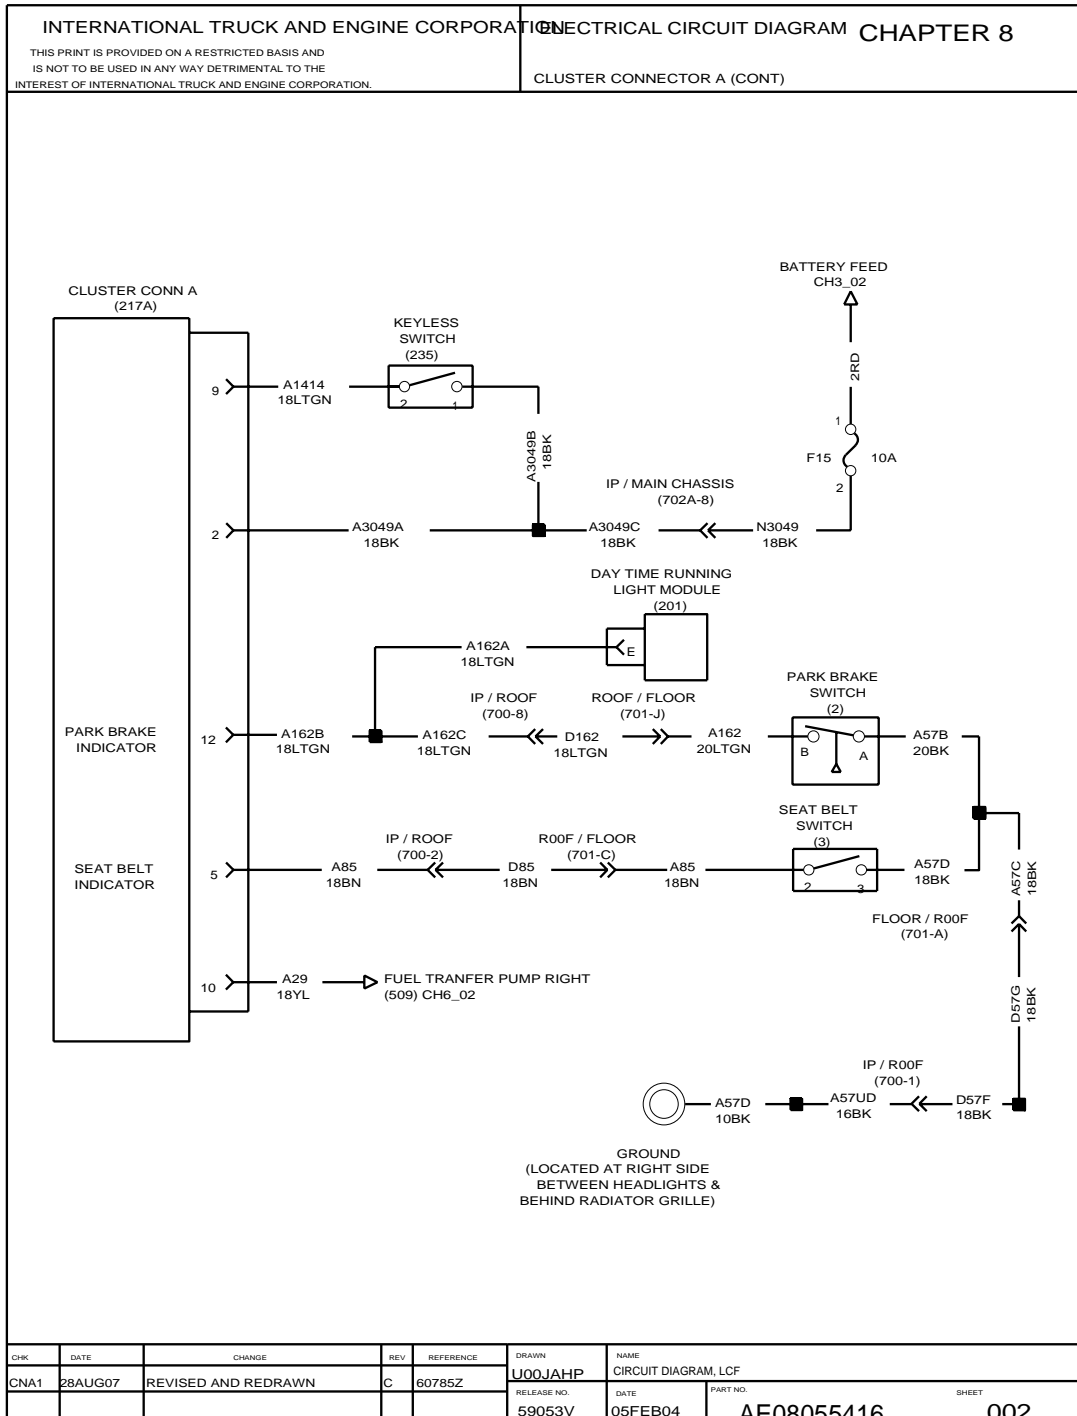 INTERNATIONAL TRUCK AND ENGINE CORPORATION
THIS PRINT IS PROVIDED ON A RESTRICTED BASIS AND
IS NOT TO BE USED IN ANY WAY DETRIMENTAL TO THE
INTEREST OF INTERNATIONAL TRUCK AND ENGINE CORPORATION.
ELECTRICAL CIRCUIT DIAGRAM CHAPTER 8
CLUSTER CONNECTOR A (CONT)
BATTERY FEED
CH3_02
2RD
1
F15 10A
2
CLUSTER CONN A
(217A)
KEYLESS
SWITCH
(235)
9
A1414
18LTGN
2 1
A3049B
18BK
IP / MAIN CHASSIS
(702A-8)
2
A3049A
18BK
A3049C
18BK
N3049
18BK
DAY TIME RUNNING
LIGHT MODULE
(201)
E
A162A
18LTGN
IP / ROOF
(700-8)
ROOF / FLOOR
(701-J)
PARK BRAKE
SWITCH
(2)
PARK BRAKE
INDICATOR
12
A162B
18LTGN
A162C
18LTGN
D162
18LTGN
A162
20LTGN
B A
A57B
20BK
IP / ROOF
(700-2)
R00F / FLOOR
(701-C)
SEAT BELT
SWITCH
(3)
SEAT BELT
INDICATOR
5
A85
18BN
D85
18BN
A85
18BN
2 3
A57D
18BK
A57C
18BK
FLOOR / R00F
(701-A)
D57G
18BK
10
A29
18YL
FUEL TRANFER PUMP RIGHT
(509) CH6_02
IP / R00F
(700-1)
A57D
10BK
A57UD
16BK
D57F
18BK
GROUND
(LOCATED AT RIGHT SIDE
BETWEEN HEADLIGHTS &
BEHIND RADIATOR GRILLE)
CHK DATE CHANGE REV REFERENCE
CNA1 28AUG07 REVISED AND REDRAWN C 60785Z
DRAWN
U00JAHP
NAME
CIRCUIT DIAGRAM, LCF
RELEASE NO.
59053V
DATE
05FEB04
PART NO.
AE08055416
SHEET
002